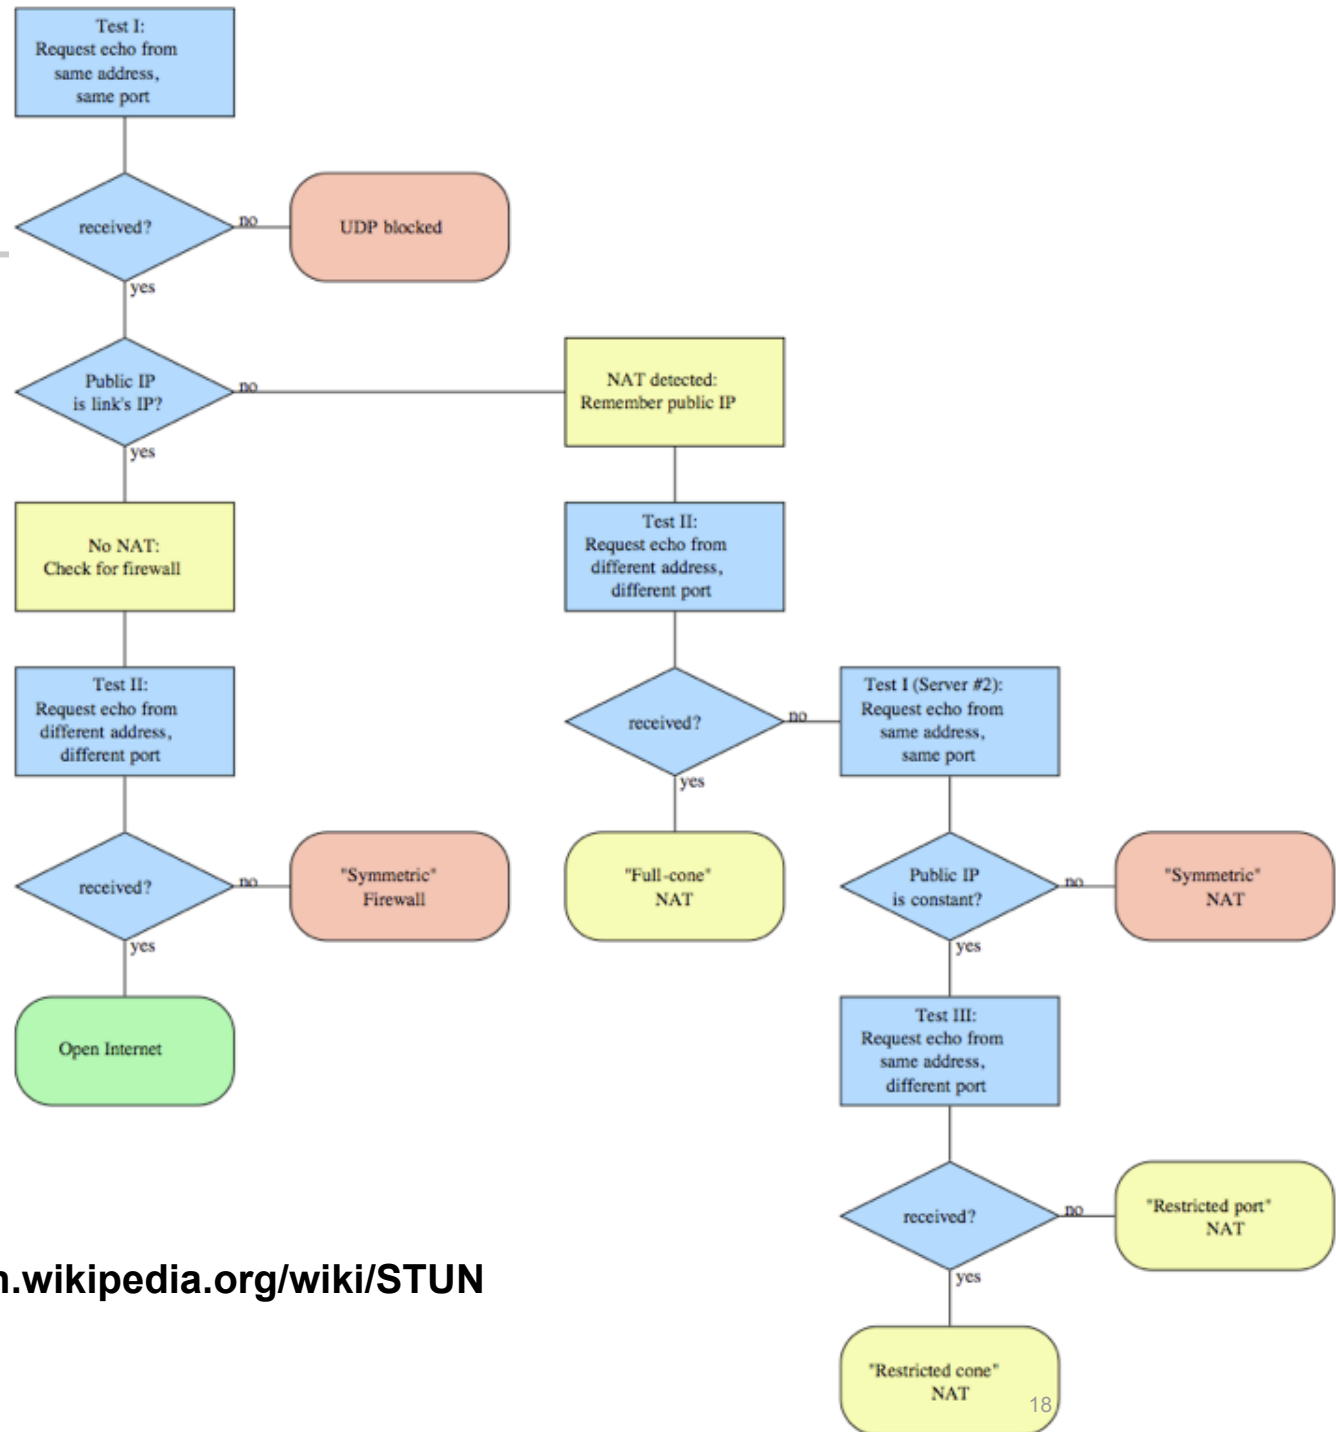 Test I:
Request echo from
same address,
same port
received?
no
UDP blocked
yes
Public IP
is link's IP?
no
NAT detected:
Remember public IP
yes
No NAT:
Check for firewall
Test II:
Request echo from
different address,
different port
Test II:
Request echo from
different address,
different port
received?
no
Test I (Server #2):
Request echo from
same address,
same port
yes
received?
no
"Symmetric"
Firewall
"Full-cone"
NAT
Public IP
is constant?
no
"Symmetric"
NAT
yes
yes
Open Internet
Test III:
Request echo from
same address,
different port
received?
no
"Restricted port"
NAT
yes
n.wikipedia.org/wiki/STUN
"Restricted cone"
NAT
18